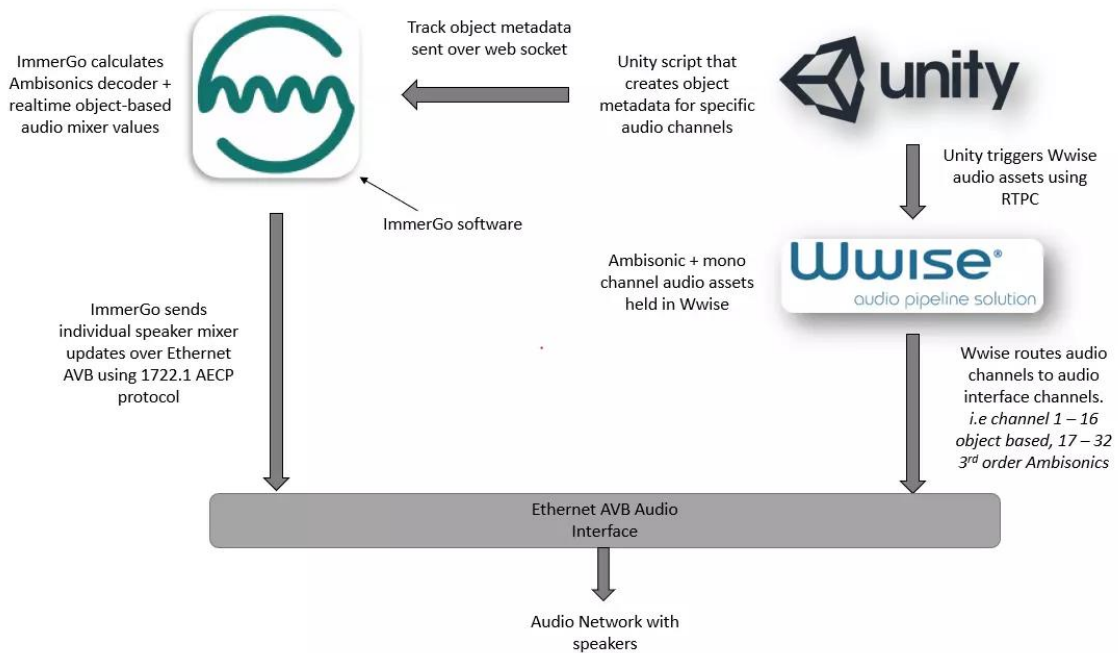 ImmerGo calculates
Ambisonics decoder +
realtime object-based
audio mixer values
Track object metadata
sent over web socket
Unity script that
creates object
metadata for specific
audio channels
unity
Unity triggers Wwise
audio assets using
RTPC
ImmerGo software
Ambisonic + mono
channel audio assets
held in Wwise
Wwise®
audio pipeline solution
ImmerGo sends
individual speaker mixer
updates over Ethernet
AVB using 1722.1 AECP
protocol
Wwise routes audio
channels to audio
interface channels.
i.e channel 1 – 16
object based, 17 – 32
3rd order Ambisonics
Ethernet AVB Audio
Interface
Audio Network with
speakers